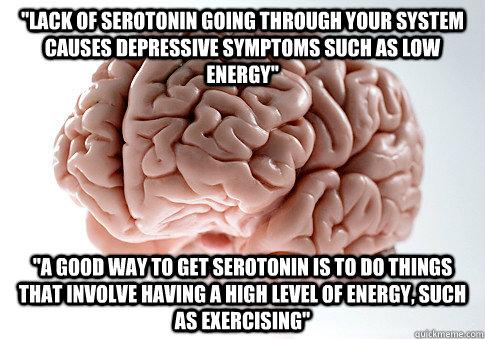 "LACK OF SEROTONIN GOING THROUGH YOUR SYSTEM
CAUSES DEPRESSIVE SYMPTOMS SUCH AS LOW
ENERGY"
"A GOOD WAY TO GET SEROTONIN IS TO DO THINGS
THAT INVOLVE HAVING A HIGH LEVEL OF ENERGY, SUCH
AS EXERCISING"
quickmeme.com